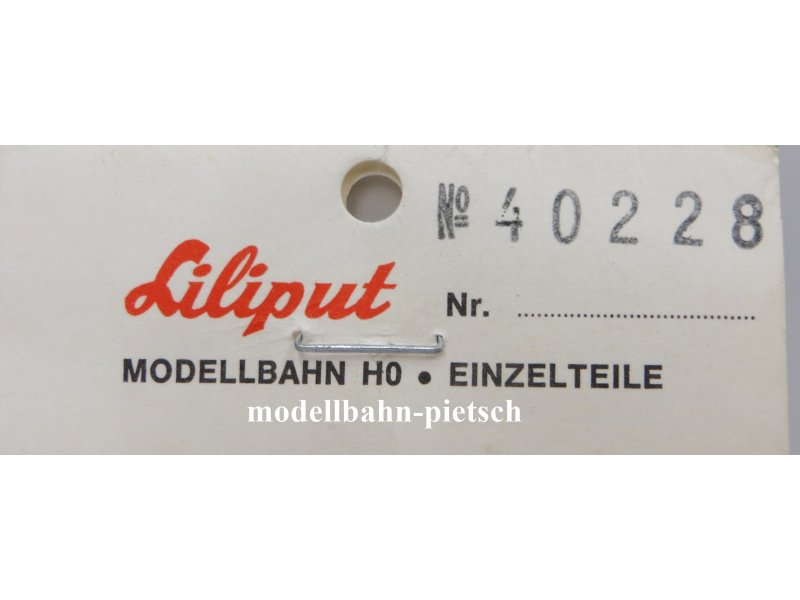 № 40228
Liliput
Nr. ........................................
MODELLBAHN H0 • EINZELTEILE
modellbahn-pietsch